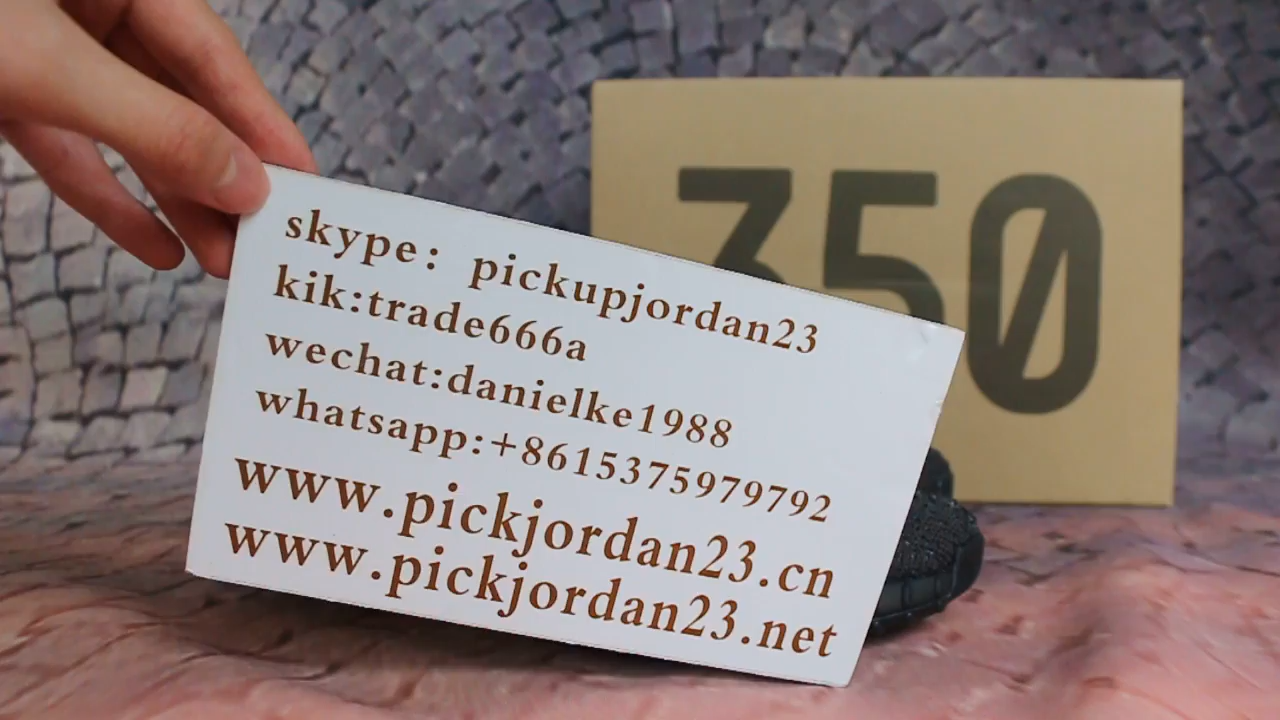 skype: pickupjordan23
kik:trade666a
wechat:danielke1988
whatsapp:+8615375979792
www.pickjordan23.cn
www.pickjordan23.net
350